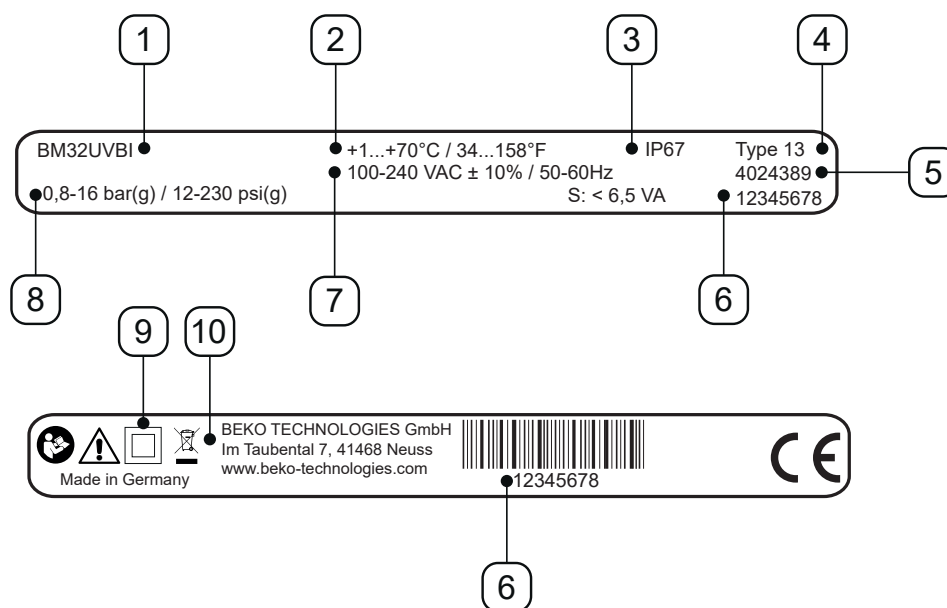 1 2 3 4
BM32UVBI +1...+70°C / 34...158°F IP67 Type 13
100-240 VAC ± 10% / 50-60Hz 4024389 5
0,8-16 bar(g) / 12-230 psi(g) S: < 6,5 VA 12345678
8 7 6
9 10
BEKO TECHNOLOGIES GmbH
Im Taubental 7, 41468 Neuss
www.beko-technologies.com
Made in Germany
12345678
CE
6